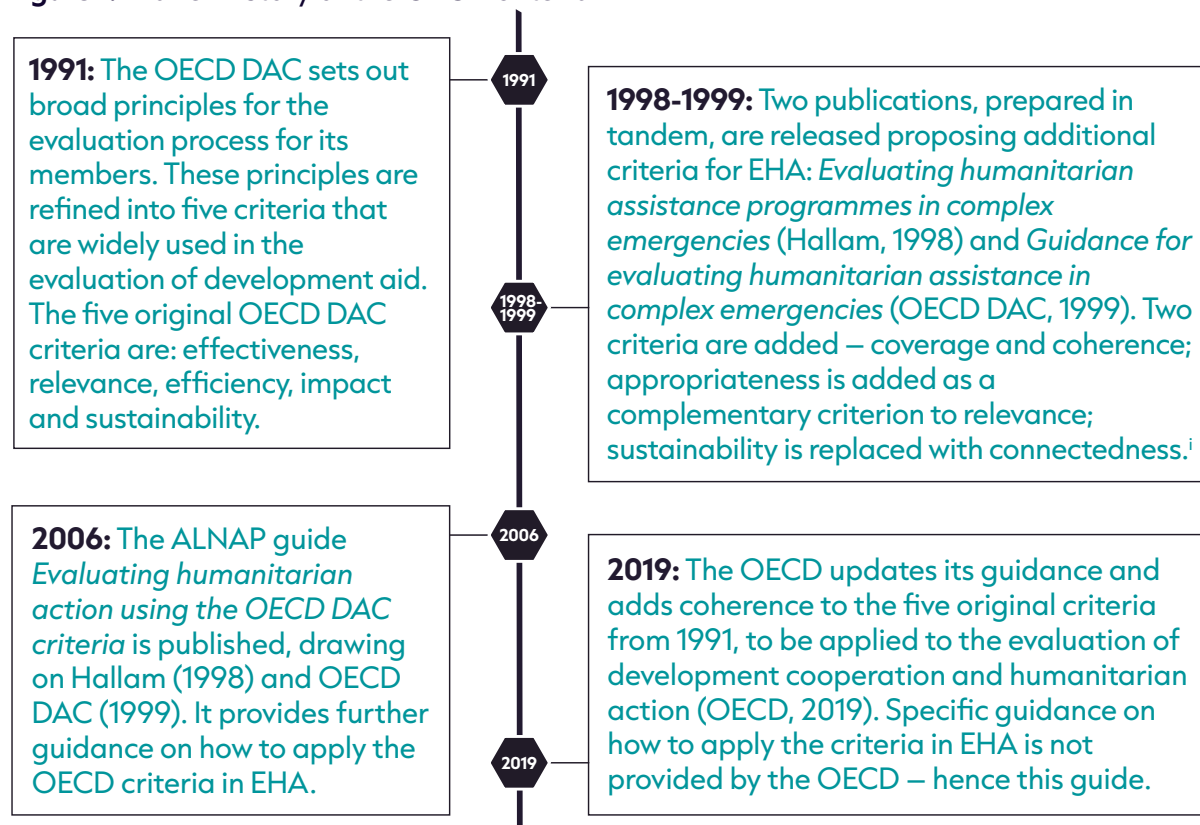 1991: The OECD DAC sets out
broad principles for the
evaluation process for its
members. These principles are
refined into five criteria that
are widely used in the
evaluation of development aid.
The five original OECD DAC
criteria are: effectiveness,
relevance, efficiency, impact
and sustainability.
1991
1998-1999: Two publications, prepared in
tandem, are released proposing additional
criteria for EHA: Evaluating humanitarian
assistance programmes in complex
emergencies (Hallam, 1998) and Guidance for
evaluating humanitarian assistance in
complex emergencies (OECD DAC, 1999). Two
criteria are added – coverage and coherence;
appropriateness is added as a
complementary criterion to relevance;
sustainability is replaced with connectedness.i
1998-
1999
2006: The ALNAP guide
Evaluating humanitarian
action using the OECD DAC
criteria is published, drawing
on Hallam (1998) and OECD
DAC (1999). It provides further
guidance on how to apply the
OECD criteria in EHA.
2006
2019: The OECD updates its guidance and
adds coherence to the five original criteria
from 1991, to be applied to the evaluation of
development cooperation and humanitarian
action (OECD, 2019). Specific guidance on
how to apply the criteria in EHA is not
provided by the OECD – hence this guide.
2019